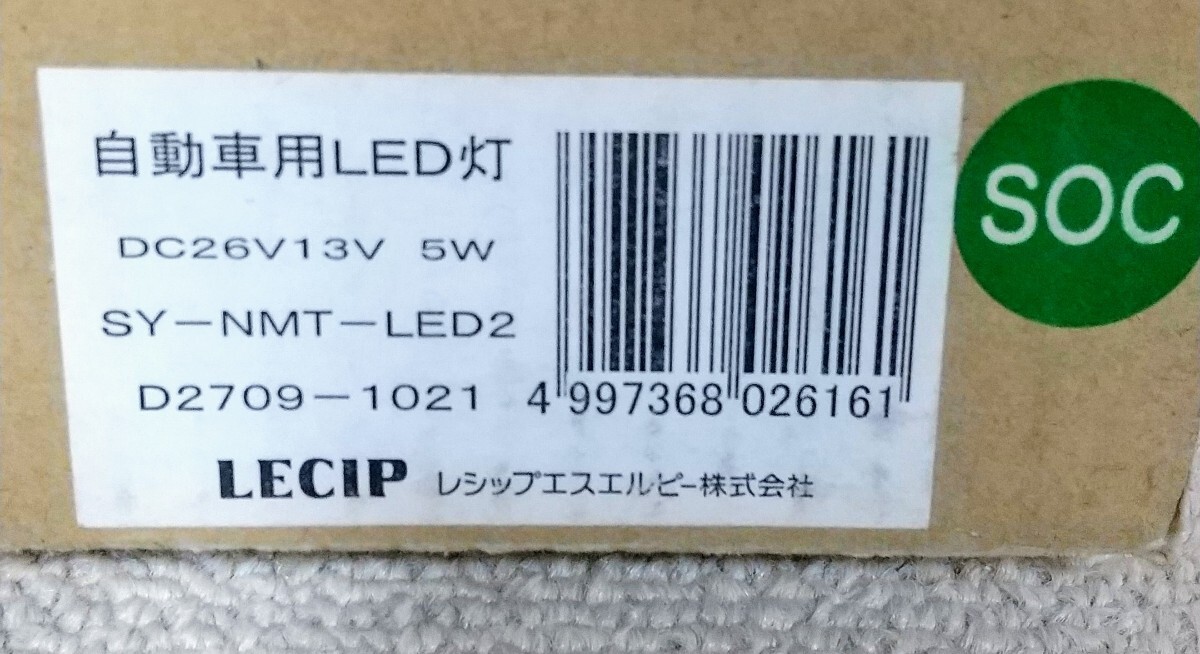 自動車用LED灯
DC26V13V 5W
SY-NMT-LED2
D2709-1021
4 997368 026161
LECIP レシップエスエルピー株式会社
SOC